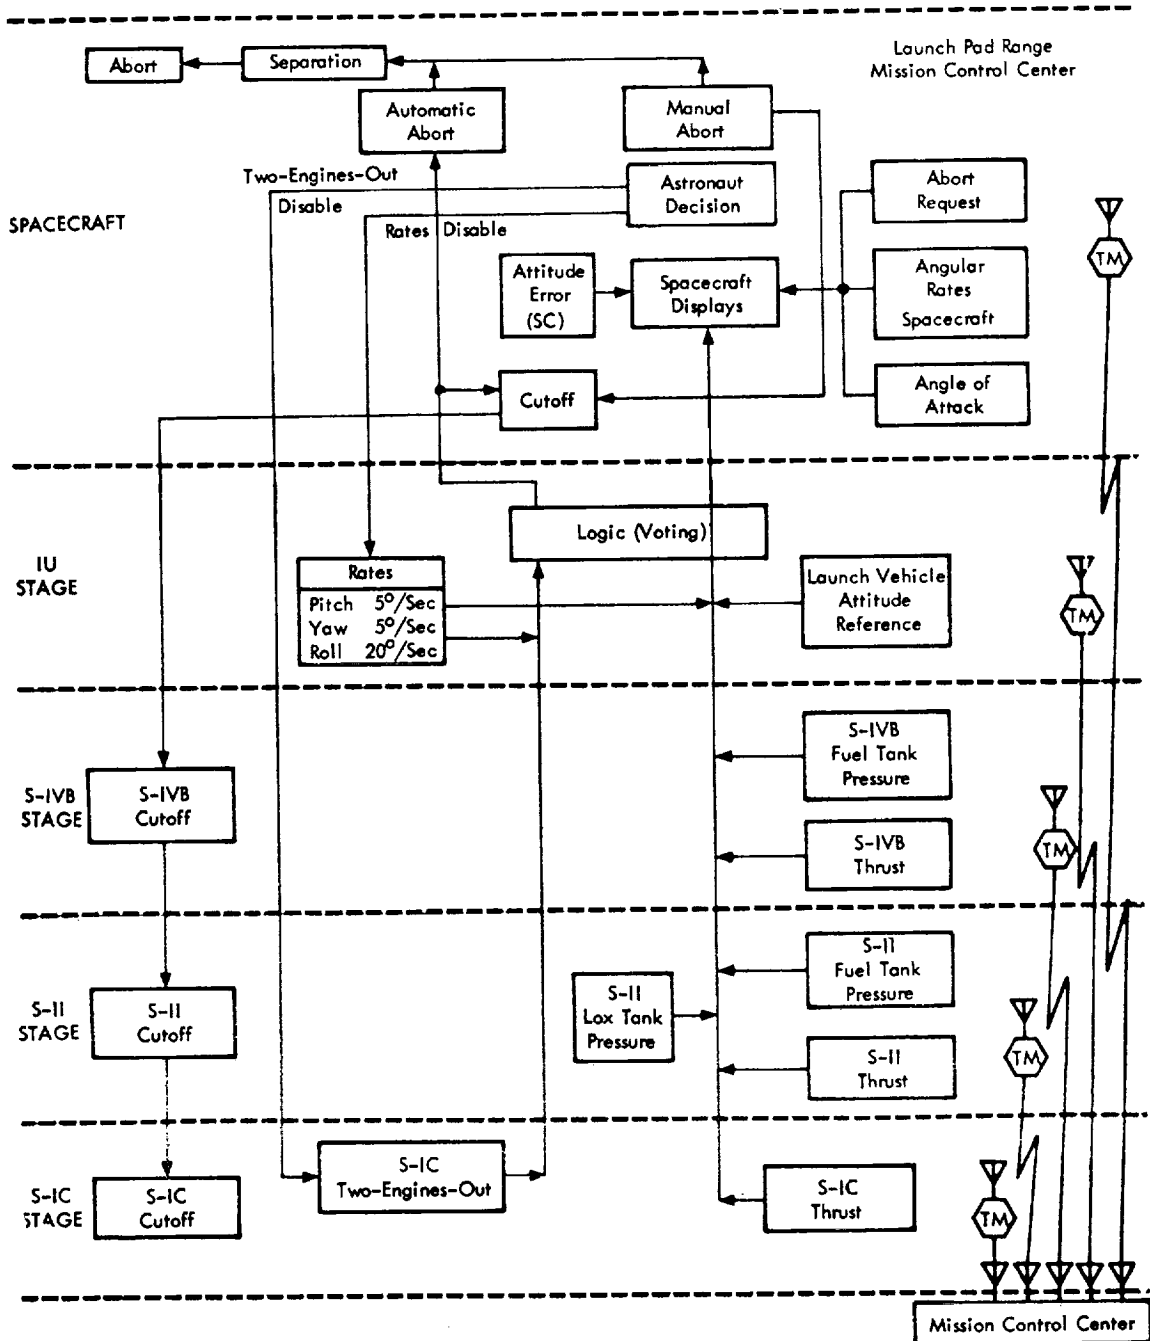 Launch Pad Range
Mission Control Center
Abort
Separation
Automatic
Abort
Manual
Abort
Two-Engines-Out
Disable
Astronaut
Decision
Abort
Request
SPACECRAFT
Rates Disable
TM
Attitude
Error
(SC)
Spacecraft
Displays
Angular
Rates
Spacecraft
Cutoff
Angle of
Attack
IU
STAGE
Logic (Voting)
Rates
Pitch 5°/Sec
Yaw 5°/Sec
Roll 20°/Sec
Launch Vehicle
Attitude
Reference
TM
S-IVB
STAGE
S-IVB
Cutoff
S-IVB
Fuel Tank
Pressure
S-IVB
Thrust
TM
S-II
STAGE
S-II
Cutoff
S-II
Lox Tank
Pressure
S-II
Fuel Tank
Pressure
S-II
Thrust
TM
S-IC
STAGE
S-IC
Cutoff
S-IC
Two-Engines-Out
S-IC
Thrust
TM
Mission Control Center